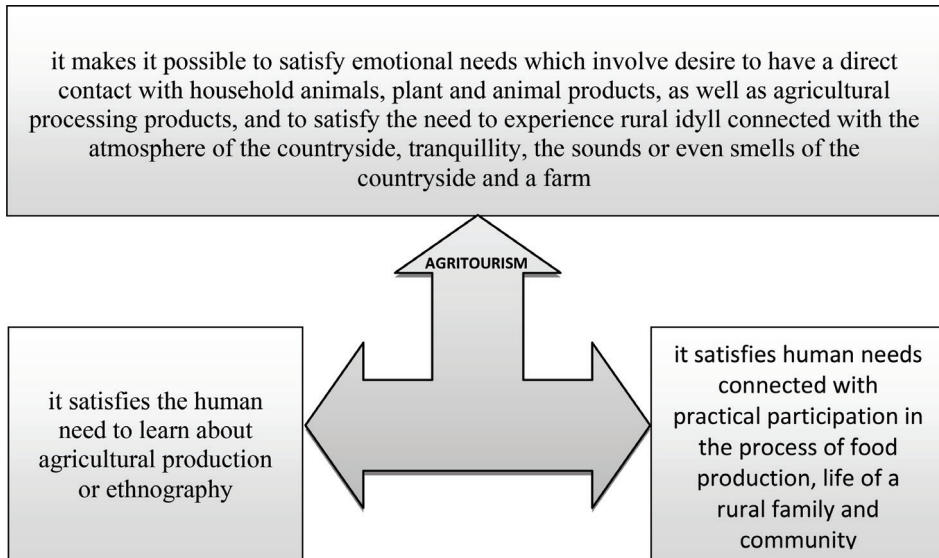 it makes it possible to satisfy emotional needs which involve desire to have a direct
contact with household animals, plant and animal products, as well as agricultural
processing products, and to satisfy the need to experience rural idyll connected with the
atmosphere of the countryside, tranquillity, the sounds or even smells of the
countryside and a farm
AGRITOURISM
it satisfies the human
need to learn about
agricultural production
or ethnography
it satisfies human needs
connected with
practical participation in
the process of food
production, life of a
rural family and
community